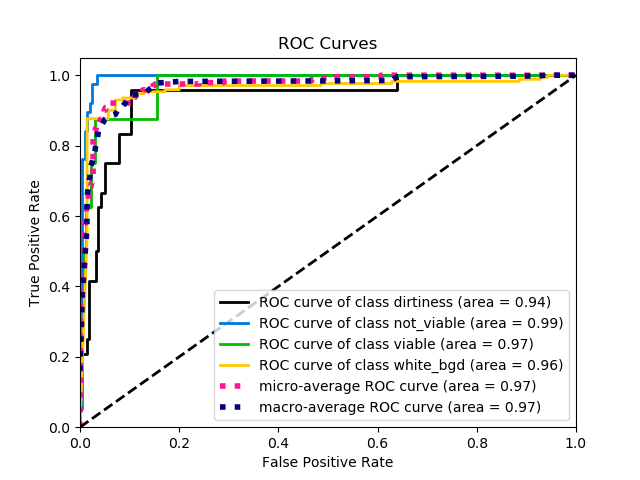 ROC Curves
1.0
0.8
0.6
0.4
0.2
0.0
True Positive Rate
ROC curve of class dirtiness (area = 0.94)
ROC curve of class not_viable (area = 0.99)
ROC curve of class viable (area = 0.97)
ROC curve of class white_bgd (area = 0.96)
micro-average ROC curve (area = 0.97)
macro-average ROC curve (area = 0.97)
0.0 0.2 0.4 0.6 0.8 1.0
False Positive Rate